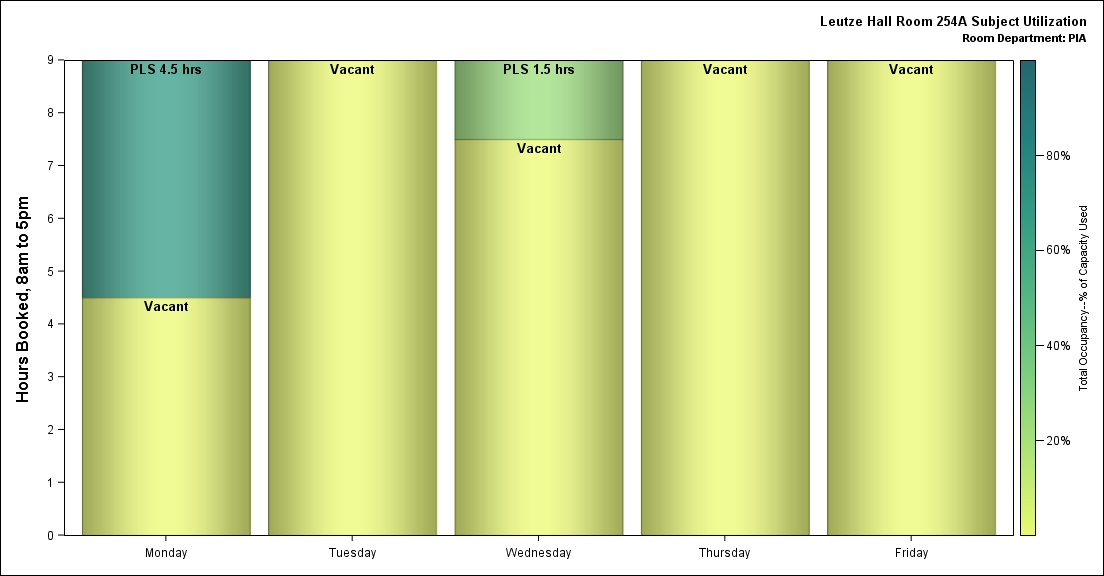 Leutze Hall Room 254A Subject Utilization
Room Department: PIA
Hours Booked, 8am to 5pm
9
8
7
6
5
4
3
2
1
0
PLS 4.5 hrs
Vacant
Vacant
PLS 1.5 hrs
Vacant
Vacant
Vacant
Monday
Tuesday
Wednesday
Thursday
Friday
80%
60%
40%
20%
Total Occupancy--% of Capacity Used